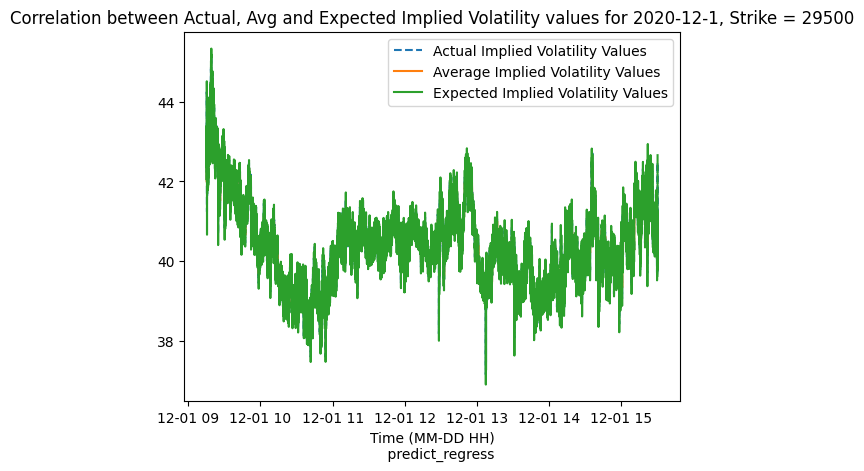 Correlation between Actual, Avg and Expected Implied Volatility values for 2020-12-1, Strike = 29500
Actual Implied Volatility Values
Average Implied Volatility Values
Expected Implied Volatility Values
44
42
40
38
12-01 09 12-01 10 12-01 11 12-01 12 12-01 13 12-01 14 12-01 15
Time (MM-DD HH)
predict_regress